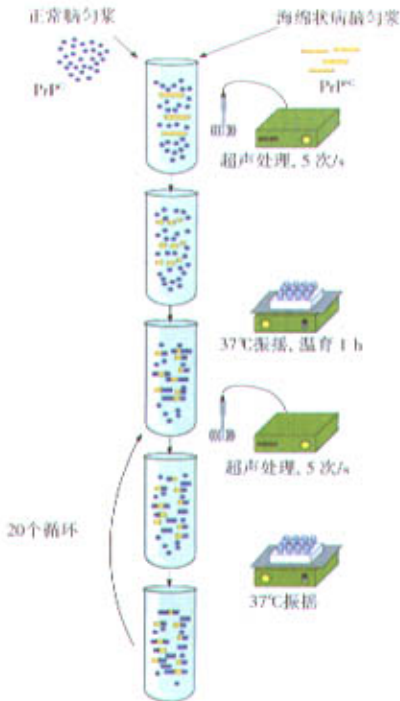 正常脑匀浆
海绵状病脑匀浆
PrPᶜ
超声处理, 5 次/s
37℃振摇, 温育 1 h
超声处理, 5 次/s
20个循环
37℃振摇